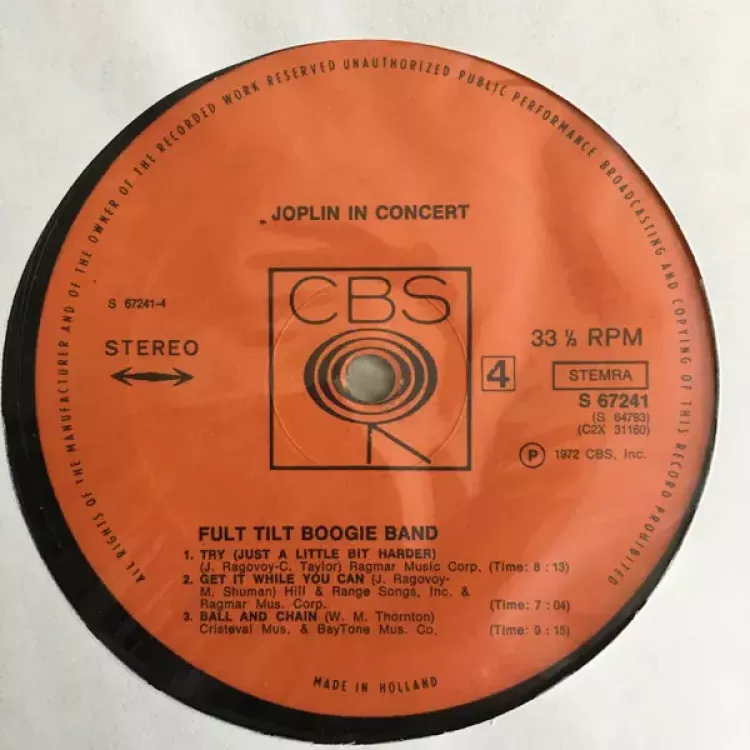 ALL RIGHTS OF THE MANUFACTURER AND OF THE OWNER OF THE RECORDED WORK RESERVED UNAUTHORIZED PUBLIC PERFORMANCE BROADCASTING AND COPYING OF THIS RECORD PROHIBITED
JOPLIN IN CONCERT
CBS
S 67241-4
STEREO
4
33 ⅓ RPM
STEMRA
S 67241
(S 64793)
(C2X 31160)
Ⓟ 1972 CBS, Inc.
FULT TILT BOOGIE BAND
1. TRY (JUST A LITTLE BIT HARDER)
(J. Ragovoy-C. Taylor) Ragmar Music Corp. (Time: 8 : 13)
2. GET IT WHILE YOU CAN (J. Ragovoy-
M. Shuman) Hill & Range Songs, Inc. &
Ragmar Mus. Corp. (Time: 7 : 04)
3. BALL AND CHAIN (W. M. Thornton)
Cristeval Mus. & BayTone Mus. Co. (Time: 9 : 15)
MADE IN HOLLAND